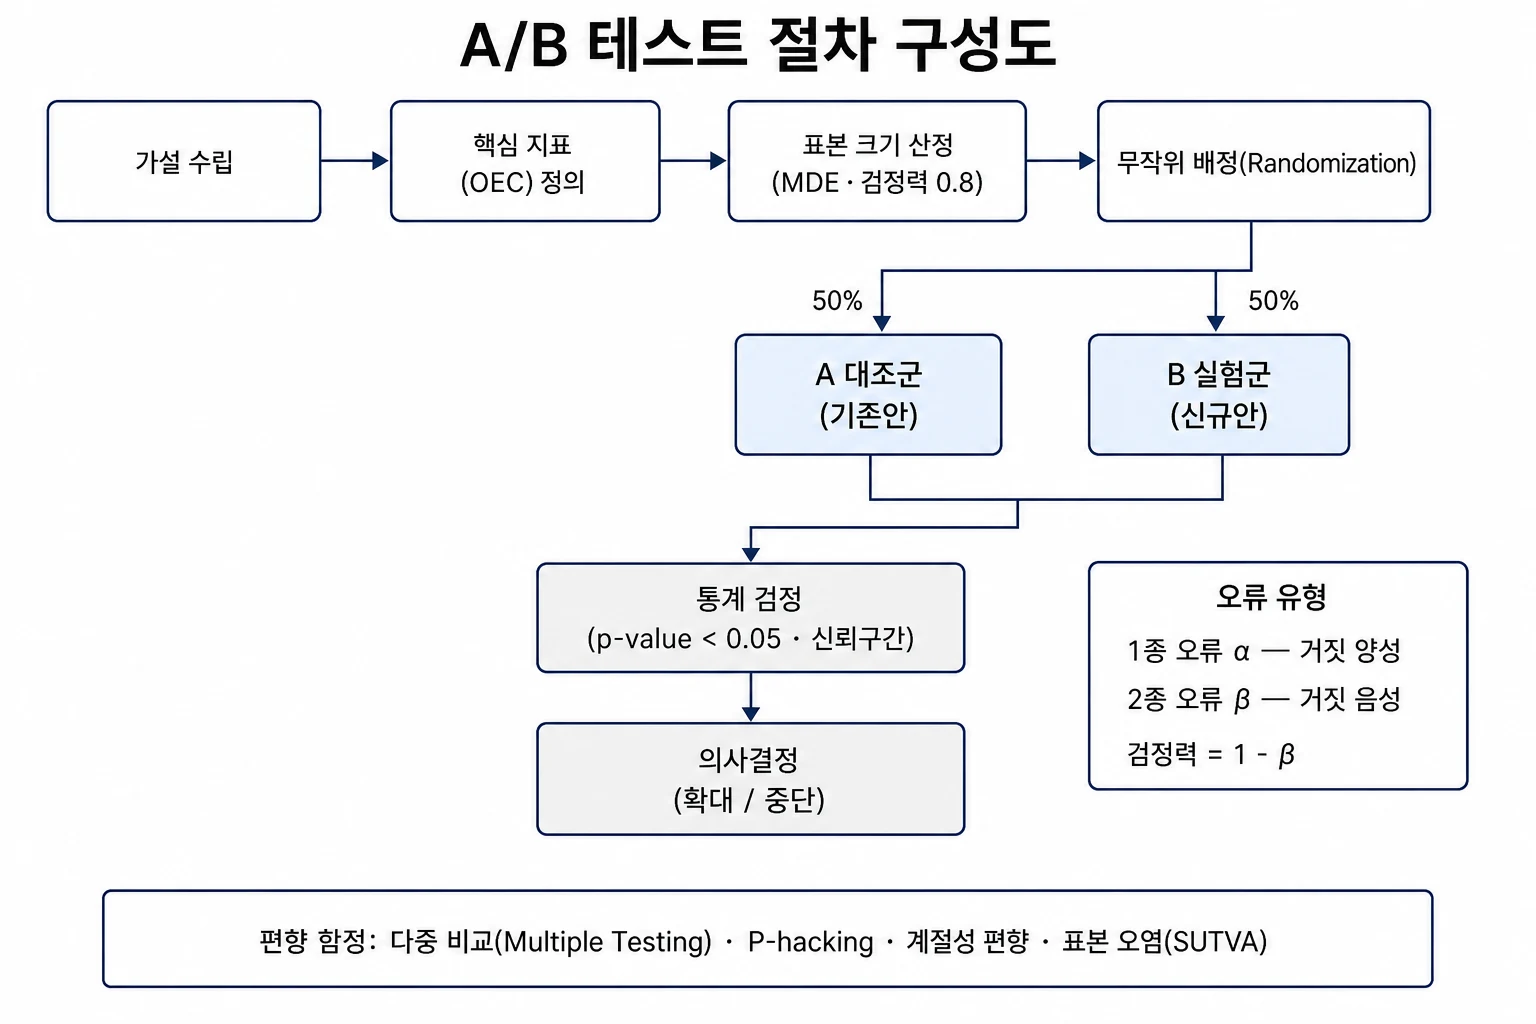 A/B 테스트 절차 구성도
가설 수립
핵심 지표
(OEC) 정의
표본 크기 산정
(MDE · 검정력 0.8)
무작위 배정(Randomization)
50%
50%
A 대조군
(기존안)
B 실험군
(신규안)
통계 검정
(p-value < 0.05 · 신뢰구간)
의사결정
(확대 / 중단)
오류 유형
1종 오류 α — 거짓 양성
2종 오류 β — 거짓 음성
검정력 = 1 - β
편향 함정: 다중 비교(Multiple Testing) · P-hacking · 계절성 편향 · 표본 오염(SUTVA)